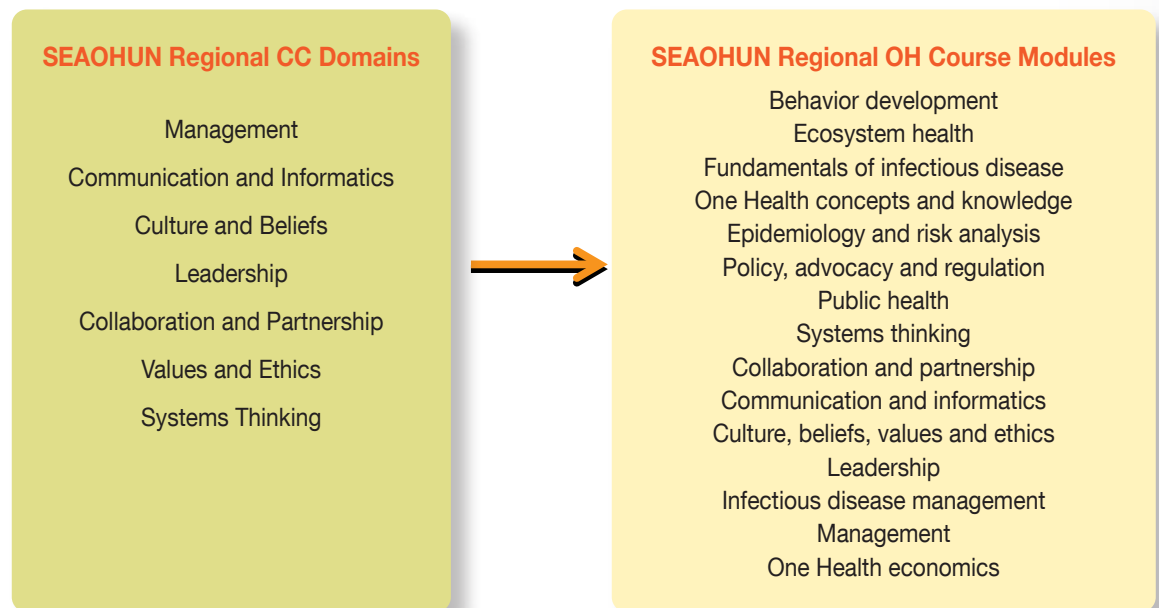 SEAOHUN Regional CC Domains
Management
Communication and Informatics
Culture and Beliefs
Leadership
Collaboration and Partnership
Values and Ethics
Systems Thinking
SEAOHUN Regional OH Course Modules
Behavior development
Ecosystem health
Fundamentals of infectious disease
One Health concepts and knowledge
Epidemiology and risk analysis
Policy, advocacy and regulation
Public health
Systems thinking
Collaboration and partnership
Communication and informatics
Culture, beliefs, values and ethics
Leadership
Infectious disease management
Management
One Health economics